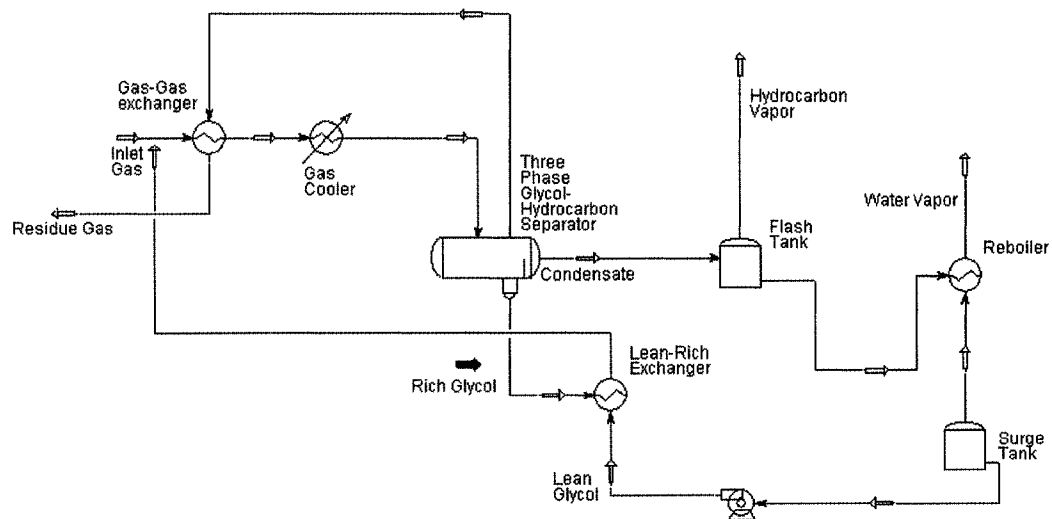 Gas-Gas
exchanger
Inlet
Gas
Gas
Cooler
Residue Gas
Three
Phase
Glycol-
Hydrocarbon
Separator
Condensate
Hydrocarbon
Vapor
Flash
Tank
Water Vapor
Reboiler
Rich Glycol
Lean-Rich
Exchanger
Lean
Glycol
Surge
Tank